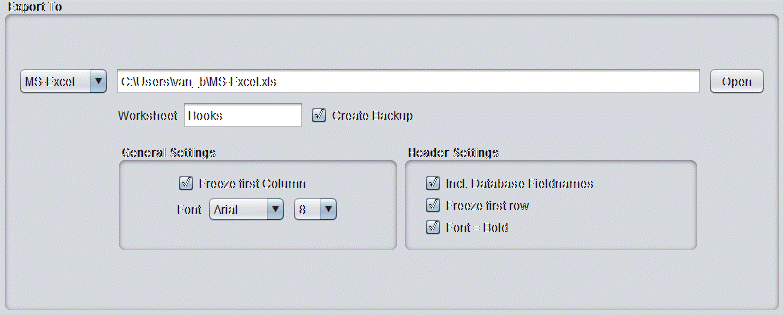 Export To
MS-Excel C:\Users\van_jb\MS-Excel.xls Open
Worksheet Books Create Backup
General Settings Header Settings
Freeze first Column Incl. Database Fieldnames
Font Arial 8 Freeze first row
Font = Bold